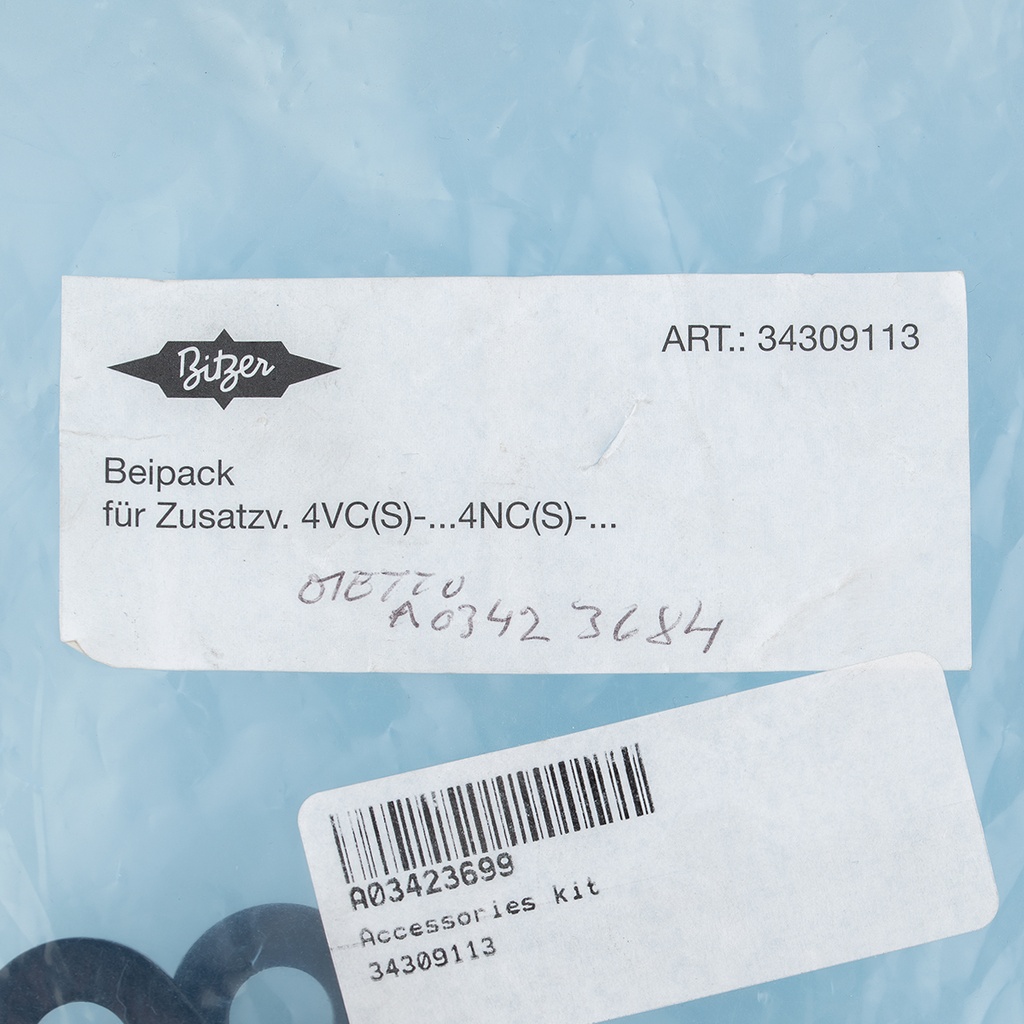 Bitzer
ART.: 34309113
Beipack
für Zusatzv. 4VC(S)-...4NC(S)-...
A0342 3684
A03423699
Accessories kit
34309113